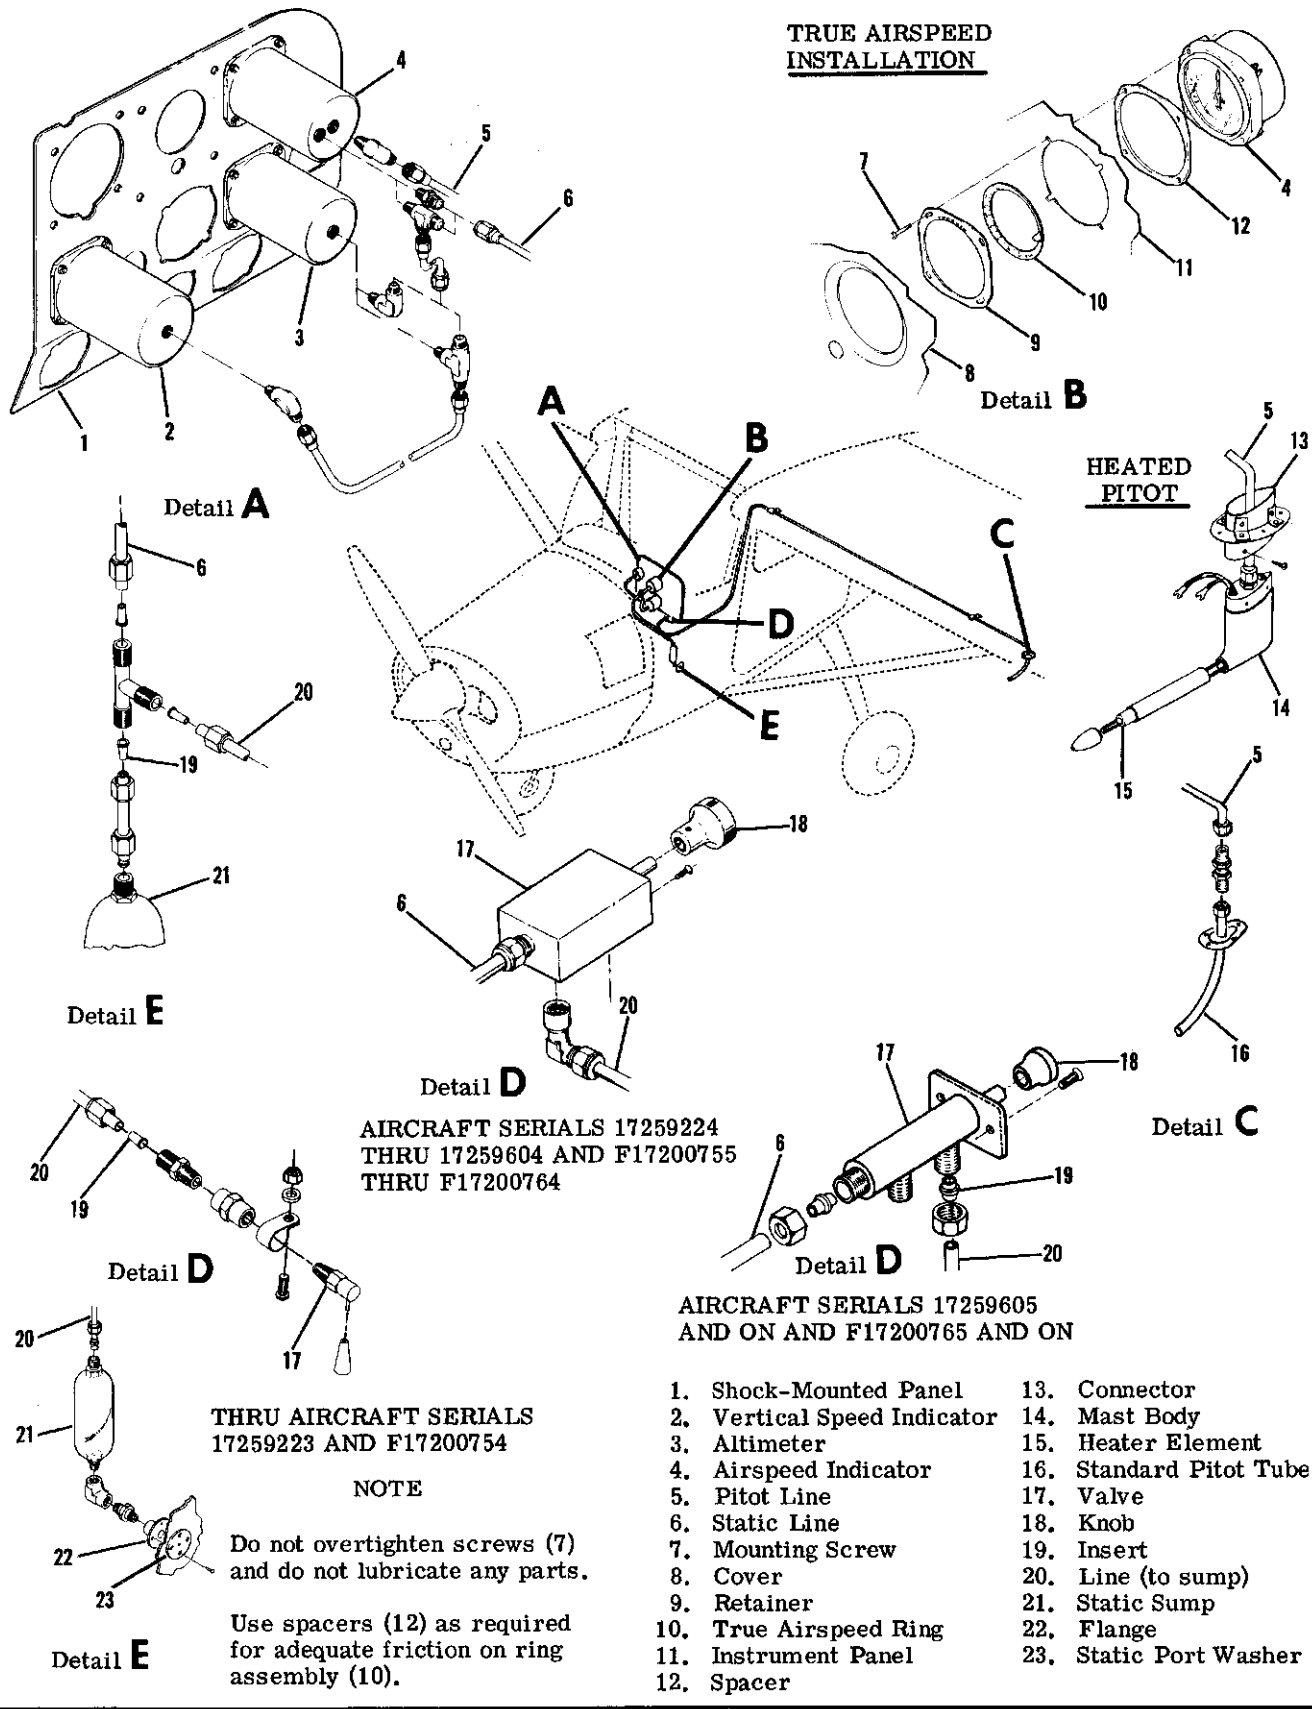 TRUE AIRSPEED
INSTALLATION
4
5
6
3
2
1
Detail A
7
4
12
11
10
9
8
Detail B
A
B
C
D
E
HEATED
PITOT
5
13
14
15
5
16
Detail C
6
20
19
21
Detail E
17
18
6
20
Detail D
AIRCRAFT SERIALS 17259224
THRU 17259604 AND F17200755
THRU F17200764
20
19
17
Detail D
THRU AIRCRAFT SERIALS
17259223 AND F17200754
17
18
6
19
20
Detail D
AIRCRAFT SERIALS 17259605
AND ON AND F17200765 AND ON
20
21
22
23
Detail E
NOTE
Do not overtighten screws (7)
and do not lubricate any parts.
Use spacers (12) as required
for adequate friction on ring
assembly (10).
1. Shock-Mounted Panel
2. Vertical Speed Indicator
3. Altimeter
4. Airspeed Indicator
5. Pitot Line
6. Static Line
7. Mounting Screw
8. Cover
9. Retainer
10. True Airspeed Ring
11. Instrument Panel
12. Spacer
13. Connector
14. Mast Body
15. Heater Element
16. Standard Pitot Tube
17. Valve
18. Knob
19. Insert
20. Line (to sump)
21. Static Sump
22. Flange
23. Static Port Washer